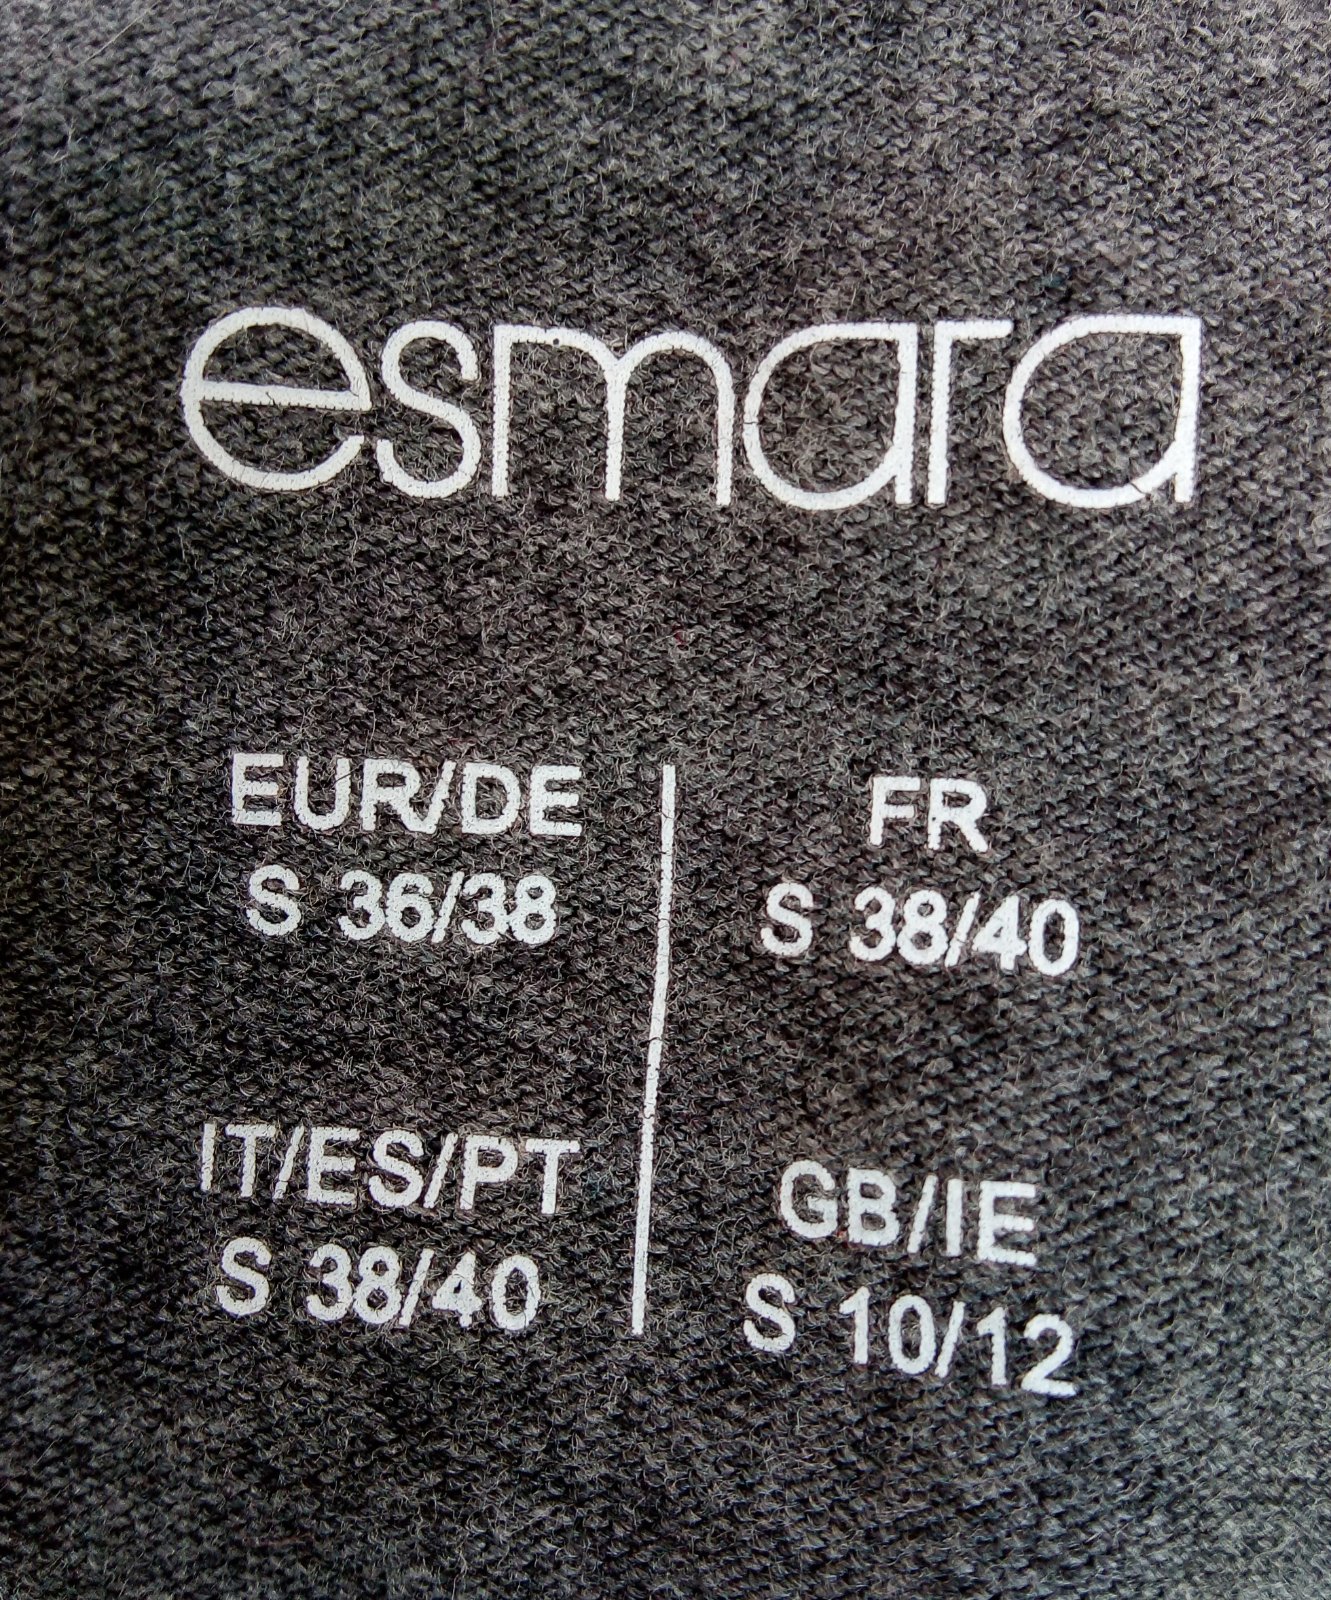 esmara
EUR/DE
S 36/38
FR
S 38/40
IT/ES/PT
S 38/40
GB/IE
S 10/12